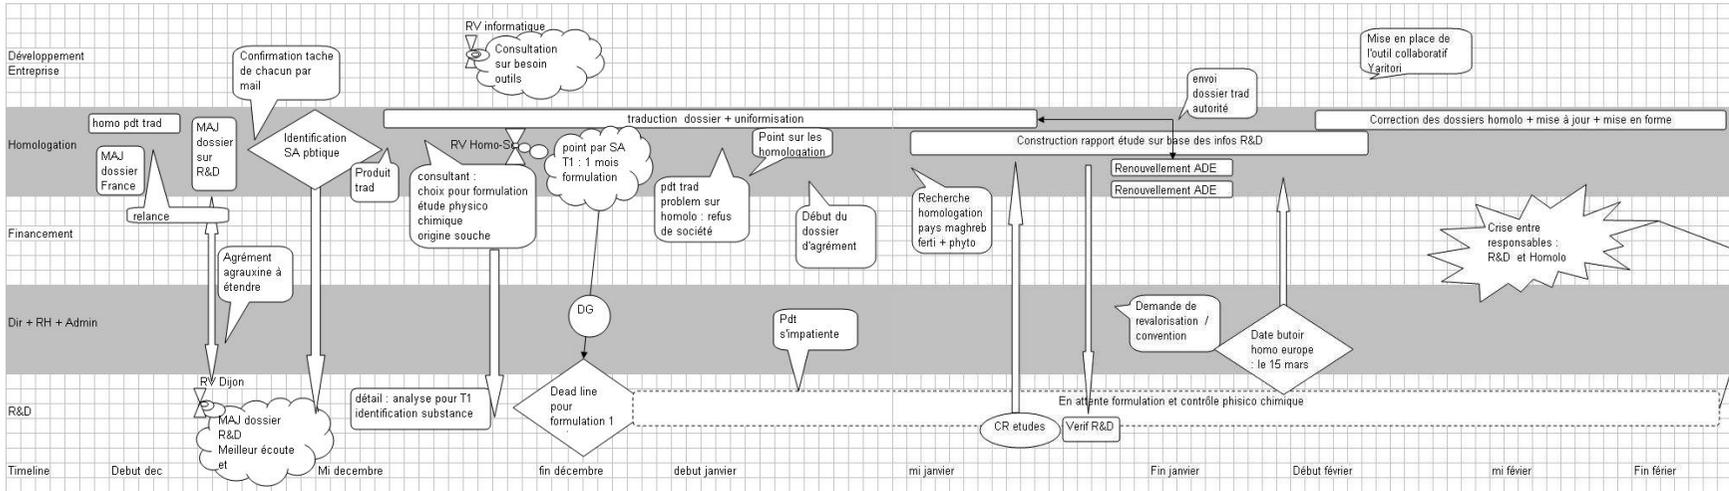 Développement
Entreprise
Confirmation tache
de chacun par
mail
RV informatique
Consultation
sur besoin
outils
envoi
dossier trad
autorité
Mise en place de
l'outil collaboratif
Yaritori
Homologation
homo pdt trad
MAJ
dossier
France
MAJ
dossier
sur
R&D
relance
Identification
SA pbtique
Produit
trad
traduction dossier + uniformisation
RV Homo-S
consultant :
choix pour formulation
étude physico
chimique
origine souche
point par SA
T1 : 1 mois
formulation
pdt trad
problem sur
homolo : refus
de société
Point sur les
homologation
Début du
dossier
d'agrément
Construction rapport étude sur base des infos R&D
Recherche
homologation
pays maghreb
ferti + phyto
Renouvellement ADE
Renouvellement ADE
Correction des dossiers homolo + mise à jour + mise en forme
Financement
Agrément
agrauxine à
étendre
Crise entre
responsables :
R&D et Homolo
Dir + RH + Admin
DG
Pdt
s'impatiente
Demande de
revalorisation /
convention
Date butoir
homo europe
: le 15 mars
R&D
RV Dijon
MAJ dossier
R&D
Meilleur écoute
et
détail : analyse pour T1
identification substance
Dead line
pour
formulation 1
En attente formulation et contrôle phisico chimique
CR etudes
Verif R&D
Timeline
Debut dec
Mi decembre
fin décembre
debut janvier
mi janvier
Fin janvier
Début février
mi févier
Fin férier